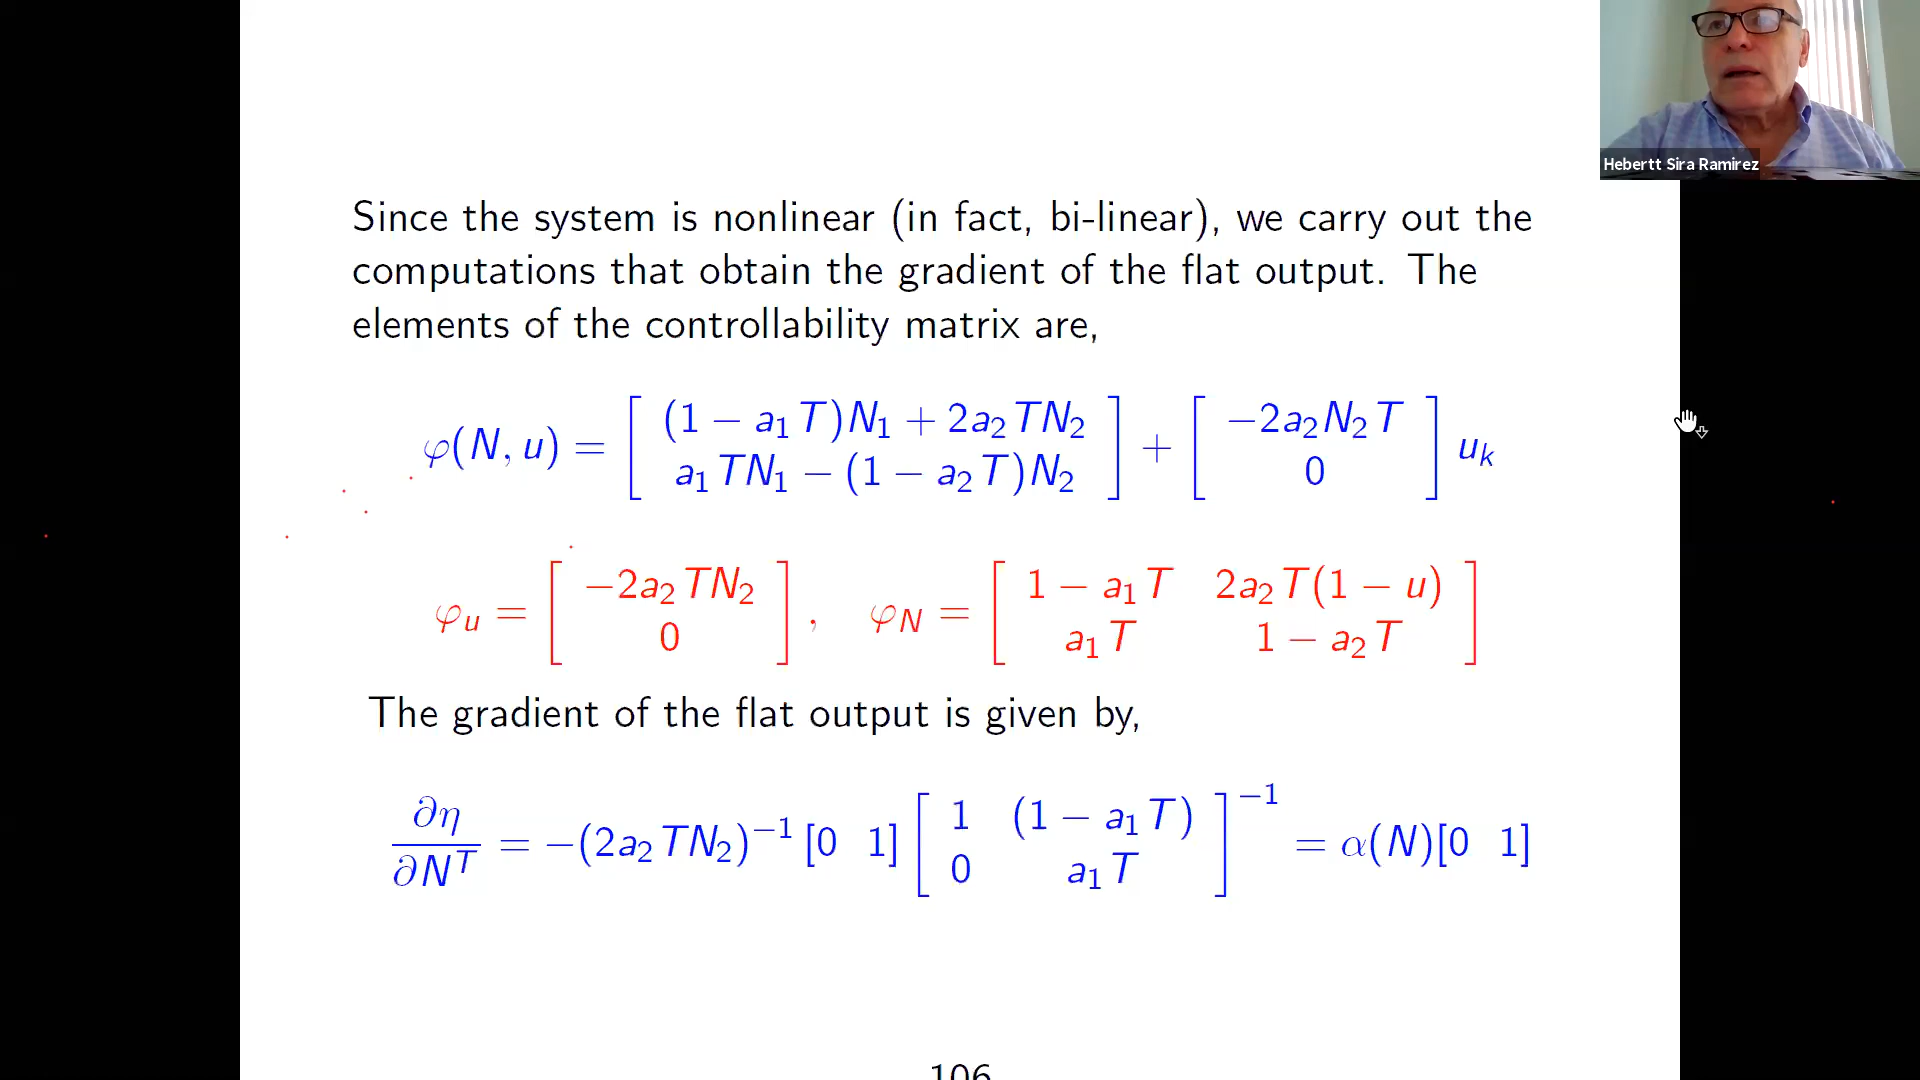 Hebertt Sira Ramirez
Since the system is nonlinear (in fact, bi-linear), we carry out the
computations that obtain the gradient of the flat output. The
elements of the controllability matrix are,
φ(N, u) = [ (1 − a₁T)N₁ + 2a₂TN₂ ; a₁TN₁ − (1 − a₂T)N₂ ] + [ −2a₂N₂T ; 0 ] uₖ
φᵤ = [ −2a₂TN₂ ; 0 ] , φ_N = [ 1 − a₁T 2a₂T(1 − u) ; a₁T 1 − a₂T ]
The gradient of the flat output is given by,
∂η/∂Nᵀ = −(2a₂TN₂)⁻¹ [0 1] [ 1 (1 − a₁T) ; 0 a₁T ]⁻¹ = α(N)[0 1]
106